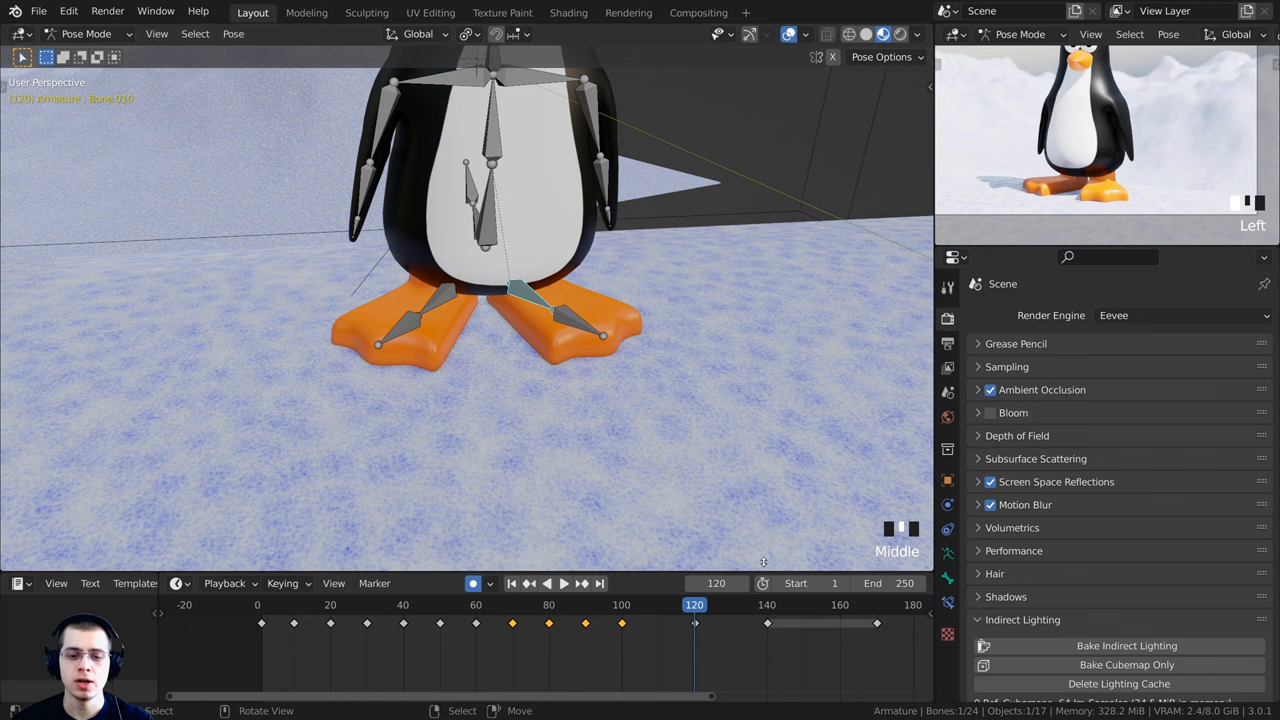 File Edit Render Window Help
Layout Modeling Sculpting UV Editing Texture Paint Shading Rendering Compositing
Scene
View Layer
Pose Mode View Select Pose
Global
Pose Mode View Select Pose Global
X Pose Options
User Perspective
(120) Armature : Bone.010
Left
Scene
Render Engine Eevee
Grease Pencil
Sampling
Ambient Occlusion
Bloom
Depth of Field
Subsurface Scattering
Screen Space Reflections
Motion Blur
Volumetrics
Performance
Hair
Shadows
Indirect Lighting
Bake Indirect Lighting
Bake Cubemap Only
Delete Lighting Cache
Middle
View Text Templates
Playback Keying View Marker
120 Start 1 End 250
-20 0 20 40 60 80 100 120 140 160 180
Select Rotate View Select Move
Armature | Bones:1/24 | Objects:1/17 | Memory: 328.2 MiB | VRAM: 2.4/8.0 GiB | 3.0.1